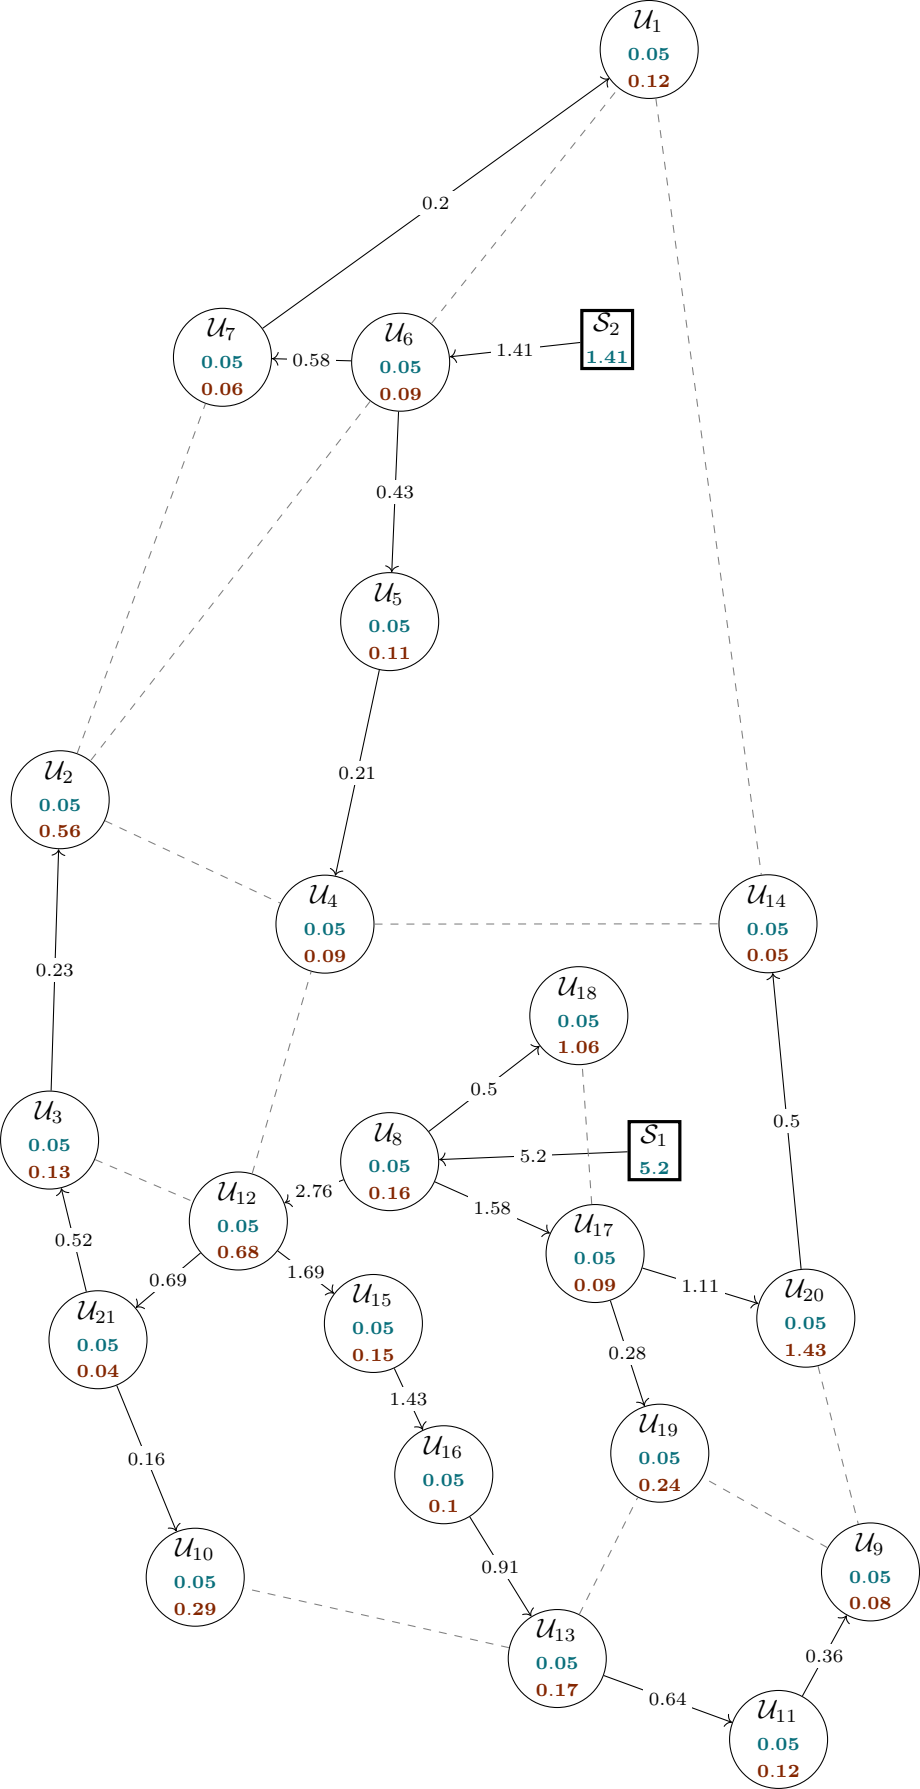 𝒰₁
0.05
0.12
0.2
𝒰₇
0.05
0.06
0.58
𝒰₆
0.05
0.09
1.41
𝒮₂
1.41
0.43
𝒰₅
0.05
0.11
0.21
𝒰₂
0.05
0.56
𝒰₄
0.05
0.09
𝒰₁₄
0.05
0.05
0.23
𝒰₁₈
0.05
1.06
0.5
0.5
𝒰₃
0.05
0.13
𝒰₈
0.05
0.16
5.2
𝒮₁
5.2
2.76
1.58
𝒰₁₂
0.05
0.68
𝒰₁₇
0.05
0.09
0.52
0.69
1.69
1.11
𝒰₂₁
0.05
0.04
𝒰₁₅
0.05
0.15
0.28
𝒰₂₀
0.05
1.43
1.43
0.16
𝒰₁₆
0.05
0.1
𝒰₁₉
0.05
0.24
𝒰₁₀
0.05
0.29
0.91
𝒰₉
0.05
0.08
𝒰₁₃
0.05
0.17
0.36
0.64
𝒰₁₁
0.05
0.12